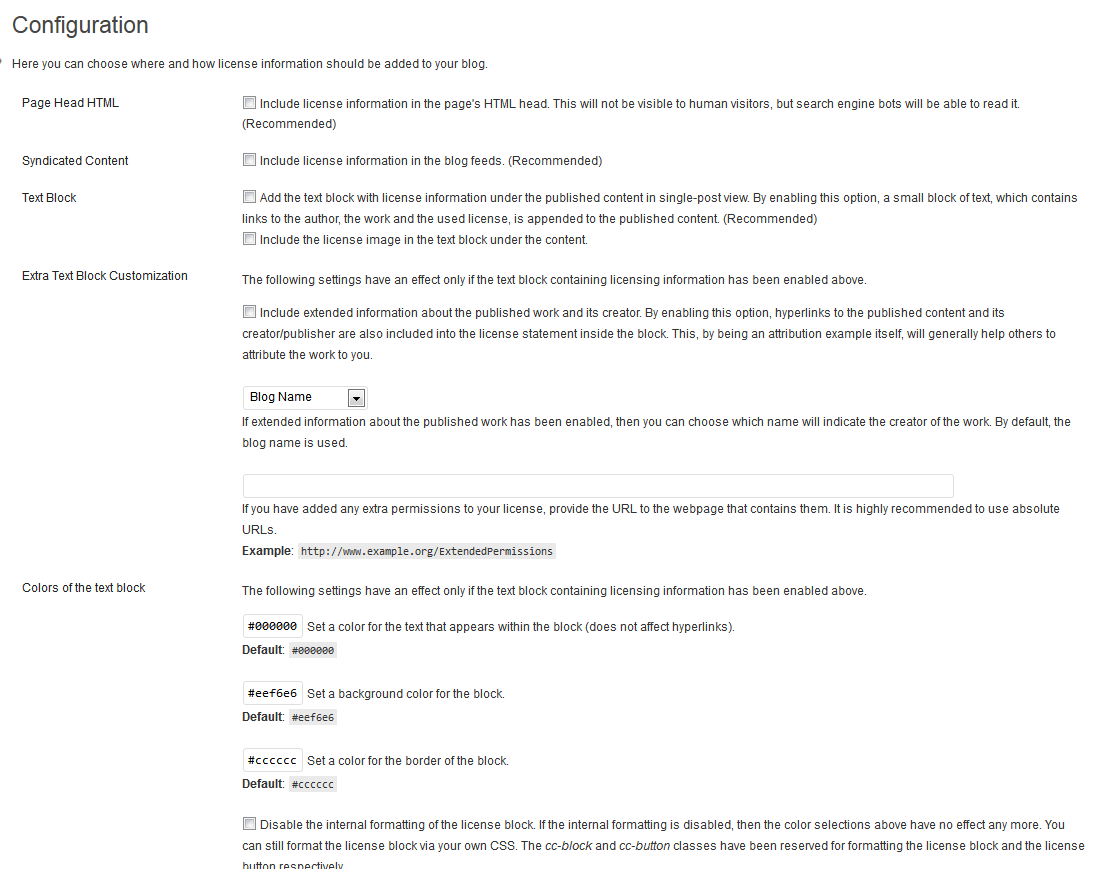 Configuration
Here you can choose where and how license information should be added to your blog.
Page Head HTML
Include license information in the page's HTML head. This will not be visible to human visitors, but search engine bots will be able to read it.
(Recommended)
Syndicated Content
Include license information in the blog feeds. (Recommended)
Text Block
Add the text block with license information under the published content in single-post view. By enabling this option, a small block of text, which contains
links to the author, the work and the used license, is appended to the published content. (Recommended)
Include the license image in the text block under the content.
Extra Text Block Customization
The following settings have an effect only if the text block containing licensing information has been enabled above.
Include extended information about the published work and its creator. By enabling this option, hyperlinks to the published content and its
creator/publisher are also included into the license statement inside the block. This, by being an attribution example itself, will generally help others to
attribute the work to you.
Blog Name
If extended information about the published work has been enabled, then you can choose which name will indicate the creator of the work. By default, the
blog name is used.
If you have added any extra permissions to your license, provide the URL to the webpage that contains them. It is highly recommended to use absolute
URLs.
Example: http://www.example.org/ExtendedPermissions
Colors of the text block
The following settings have an effect only if the text block containing licensing information has been enabled above.
#000000 Set a color for the text that appears within the block (does not affect hyperlinks).
Default: #000000
#eef6e6 Set a background color for the block.
Default: #eef6e6
#cccccc Set a color for the border of the block.
Default: #cccccc
Disable the internal formatting of the license block. If the internal formatting is disabled, then the color selections above have no effect any more. You
can still format the license block via your own CSS. The cc-block and cc-button classes have been reserved for formatting the license block and the license
button respectively.